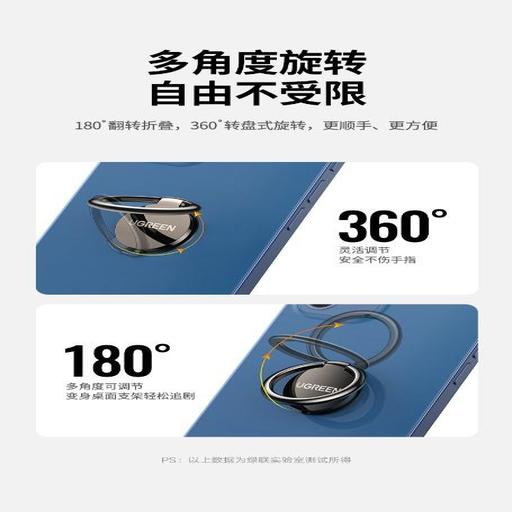 多角度旋转
自由不受限
180°翻转折叠，360°转盘式旋转，更顺手、更方便
UGREEN
360°
灵活调节
安全不伤手指
180°
多角度可调节
变身桌面支架轻松追剧
UGREEN
PS：以上数据为绿联实验室测试所得